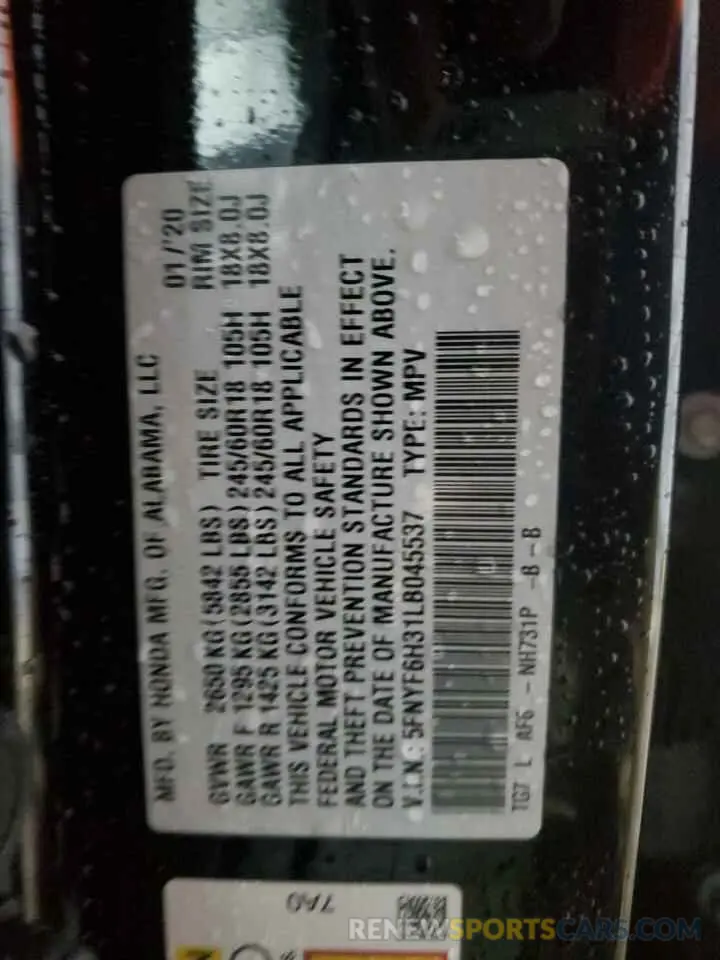 MFD. BY HONDA MFG. OF ALABAMA, LLC 01/'20
GVWR 2650 KG (5842 LBS) TIRE SIZE RIM SIZE
GAWR F 1295 KG (2855 LBS) 245/60R18 105H 18X8.0J
GAWR R 1425 KG (3142 LBS) 245/60R18 105H 18X8.0J
THIS VEHICLE CONFORMS TO ALL APPLICABLE
FEDERAL MOTOR VEHICLE SAFETY
AND THEFT PREVENTION STANDARDS IN EFFECT
ON THE DATE OF MANUFACTURE SHOWN ABOVE.
V.I.N.: 5FNYF6H31LB045537 TYPE: MPV
TG7 L AF6 - NH731P -B - B
7A0
RENEWSPORTSCARS.COM